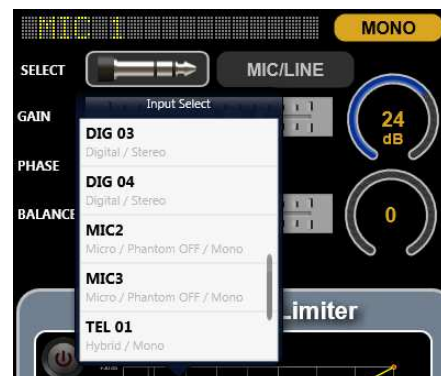 MIC 1
MONO
SELECT
MIC/LINE
Input Select
GAIN
24
dB
DIG 03
Digital / Stereo
PHASE
DIG 04
Digital / Stereo
BALANCE
0
MIC2
Micro / Phantom OFF / Mono
MIC3
Micro / Phantom OFF / Mono
Limiter
TEL 01
Hybrid / Mono